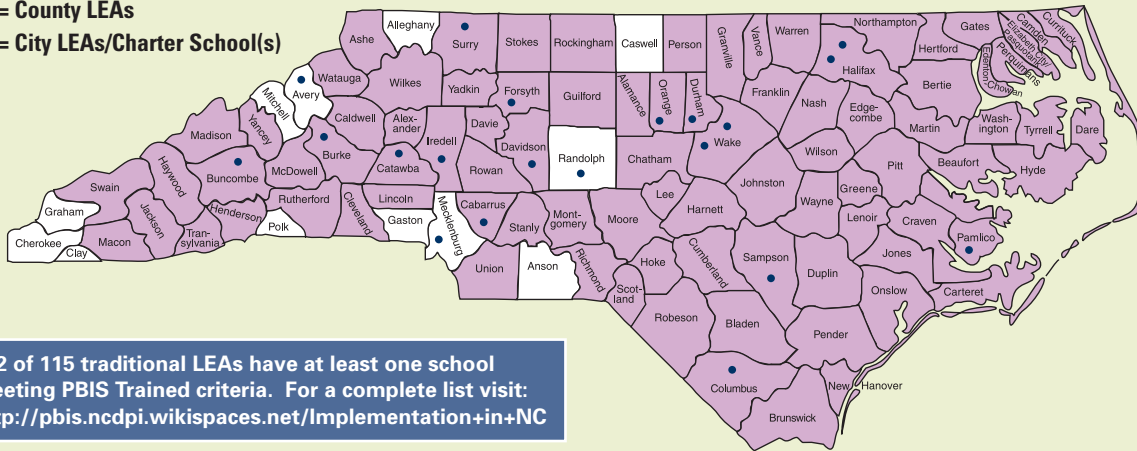 = County LEAs
= City LEAs/Charter School(s)
Alleghany
Ashe
Surry
Stokes
Rockingham
Caswell
Person
Granville
Vance
Warren
Northampton
Gates
Camden
Currituck
Elizabeth City/
Pasquotank
Perquimans
Edenton-Chowan
Hertford
Halifax
Bertie
Watauga
Wilkes
Yadkin
Forsyth
Guilford
Alamance
Orange
Durham
Franklin
Nash
Edge-
combe
Martin
Wash-
ington
Tyrrell
Dare
Mitchell
Avery
Caldwell
Alex-
ander
Iredell
Davie
Davidson
Randolph
Chatham
Wake
Wilson
Pitt
Beaufort
Hyde
Madison
Yancey
Burke
Catawba
Rowan
Johnston
Greene
Wayne
Lenoir
Craven
Pamlico
Haywood
Buncombe
McDowell
Rutherford
Cleveland
Lincoln
Gaston
Mecklenburg
Cabarrus
Stanly
Mont-
gomery
Moore
Lee
Harnett
Swain
Graham
Cherokee
Clay
Macon
Jackson
Tran-
sylvania
Henderson
Polk
Union
Anson
Richmond
Scot-
land
Hoke
Cumberland
Sampson
Duplin
Jones
Onslow
Carteret
Robeson
Bladen
Pender
Columbus
Brunswick
New Hanover
2 of 115 traditional LEAs have at least one school
eeting PBIS Trained criteria. For a complete list visit:
tp://pbis.ncdpi.wikispaces.net/Implementation+in+NC